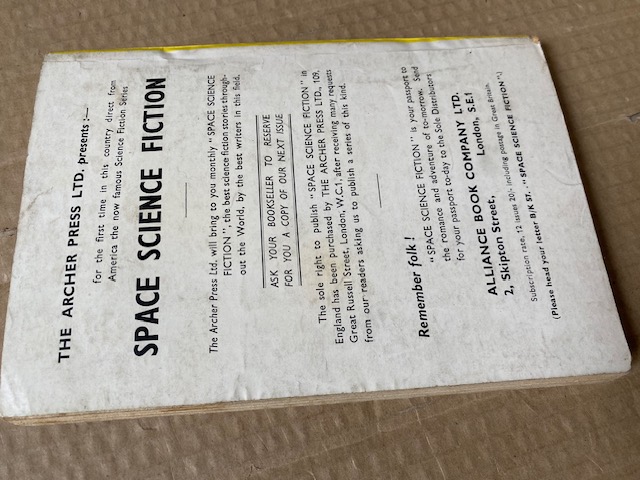 THE ARCHER PRESS LTD. presents :—
for the first time in this country direct from
America the now famous Science Fiction Series
SPACE SCIENCE FICTION
The Archer Press Ltd. will bring to you monthly "SPACE SCIENCE
FICTION", the best science fiction stories through-
out the World, by the best writers in this field.
ASK YOUR BOOKSELLER TO RESERVE
FOR YOU A COPY OF OUR NEXT ISSUE
The sole right to publish "SPACE SCIENCE FICTION" in
England has been purchased by THE ARCHER PRESS LTD., 109,
Great Russell Street, London, W.C.1, after receiving many requests
from our readers asking us to publish a series of this kind.
Remember folk !
"SPACE SCIENCE FICTION" is your passport to
the romance and adventure of to-morrow. Send
for your passport to-day to the Sole Distributors
ALLIANCE BOOK COMPANY LTD.
2, Skipton Street, London, S.E.1
Subscription rate, 12 issues 20/, including postage in Great Britain.
(Please head your letter B/K 57, "SPACE SCIENCE FICTION".)